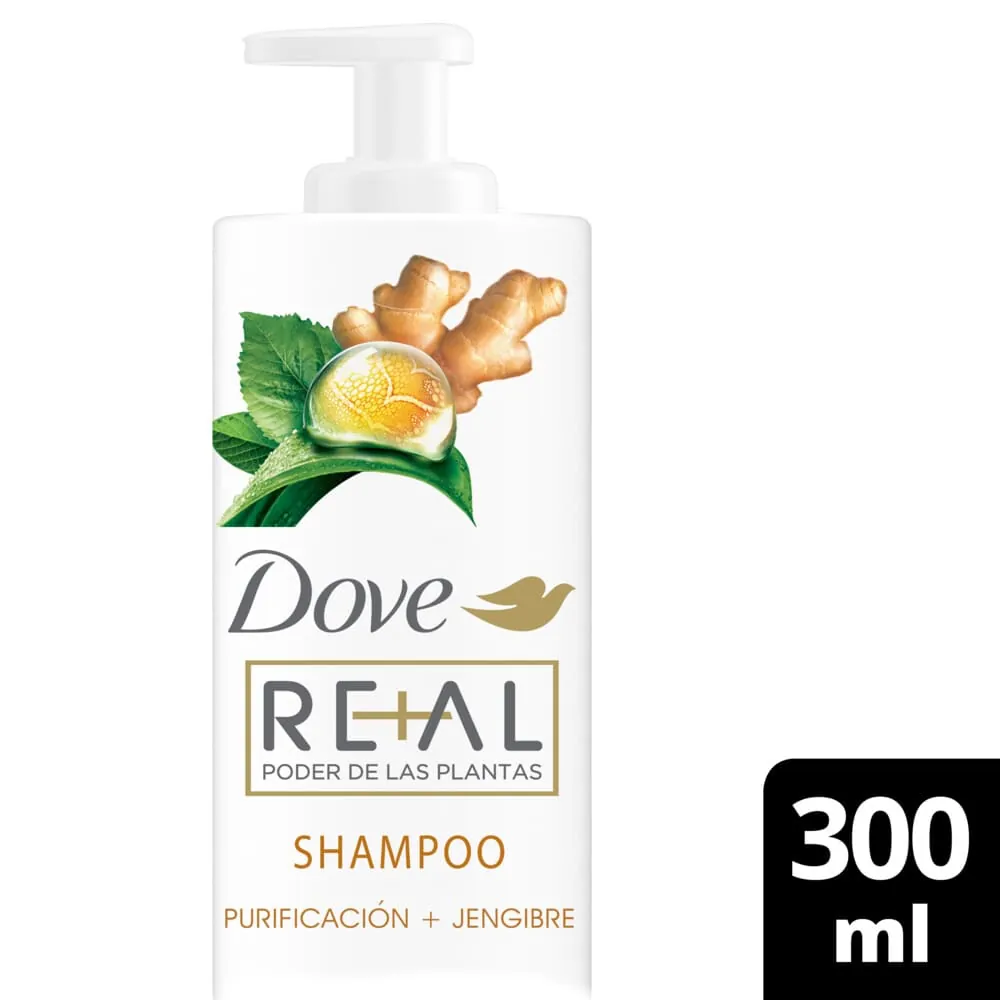 Dove
RE+AL
PODER DE LAS PLANTAS
SHAMPOO
PURIFICACIÓN + JENGIBRE
300
ml